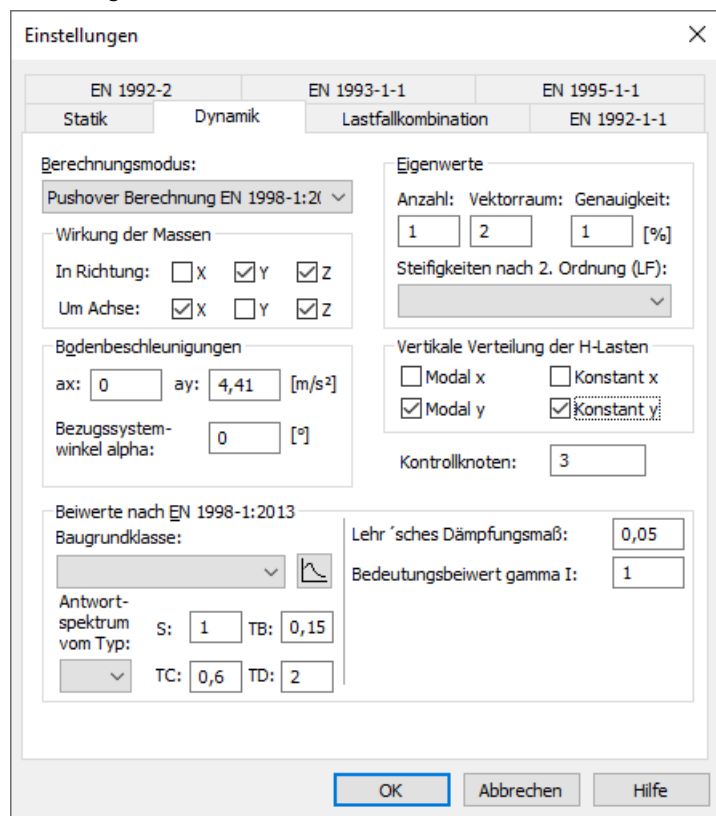 Einstellungen
EN 1992-2 EN 1993-1-1 EN 1995-1-1
Statik Dynamik Lastfallkombination EN 1992-1-1
Berechnungsmodus:
Pushover Berechnung EN 1998-1:20
Wirkung der Massen
In Richtung: X Y Z
Um Achse: X Y Z
Bodenbeschleunigungen
ax: 0 ay: 4,41 [m/s²]
Bezugssystem-
winkel alpha: 0 [°]
Eigenwerte
Anzahl: Vektorraum: Genauigkeit:
1 2 1 [%]
Steifigkeiten nach 2. Ordnung (LF):
Vertikale Verteilung der H-Lasten
Modal x Konstant x
Modal y Konstant y
Kontrollknoten: 3
Beiwerte nach EN 1998-1:2013
Baugrundklasse:
Antwort-
spektrum
vom Typ:
S: 1 TB: 0,15
TC: 0,6 TD: 2
Lehr ´sches Dämpfungsmaß: 0,05
Bedeutungsbeiwert gamma I: 1
OK Abbrechen Hilfe